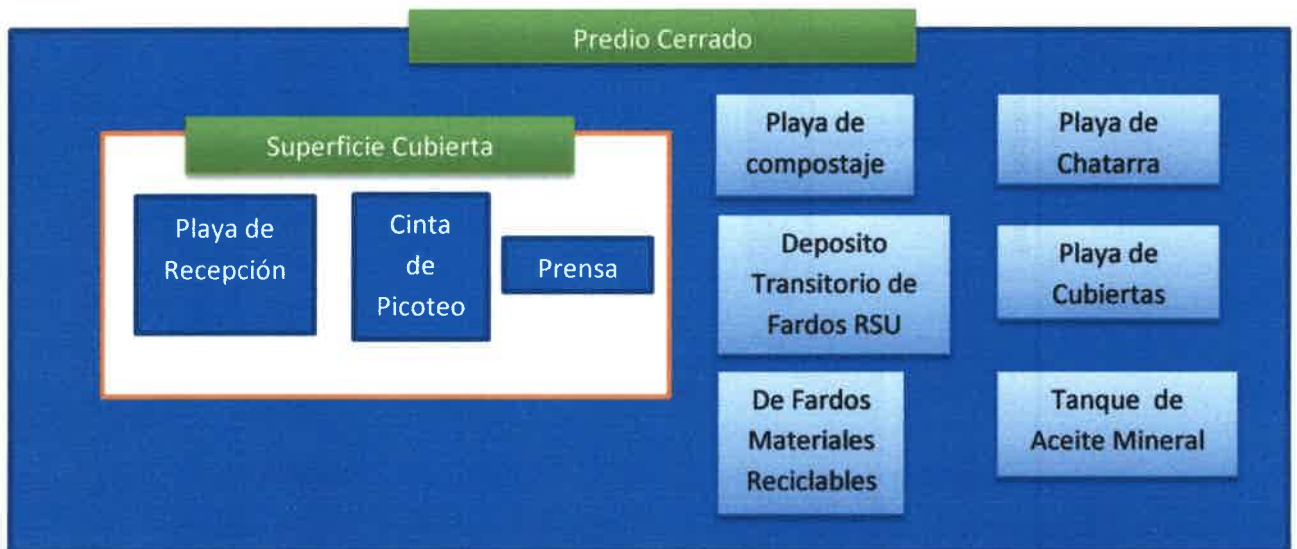 Predio Cerrado
Superficie Cubierta
Playa de
Recepción
Cinta
de
Picoteo
Prensa
Playa de
compostaje
Playa de
Chatarra
Deposito
Transitorio de
Fardos RSU
Playa de
Cubiertas
De Fardos
Materiales
Reciclables
Tanque de
Aceite Mineral